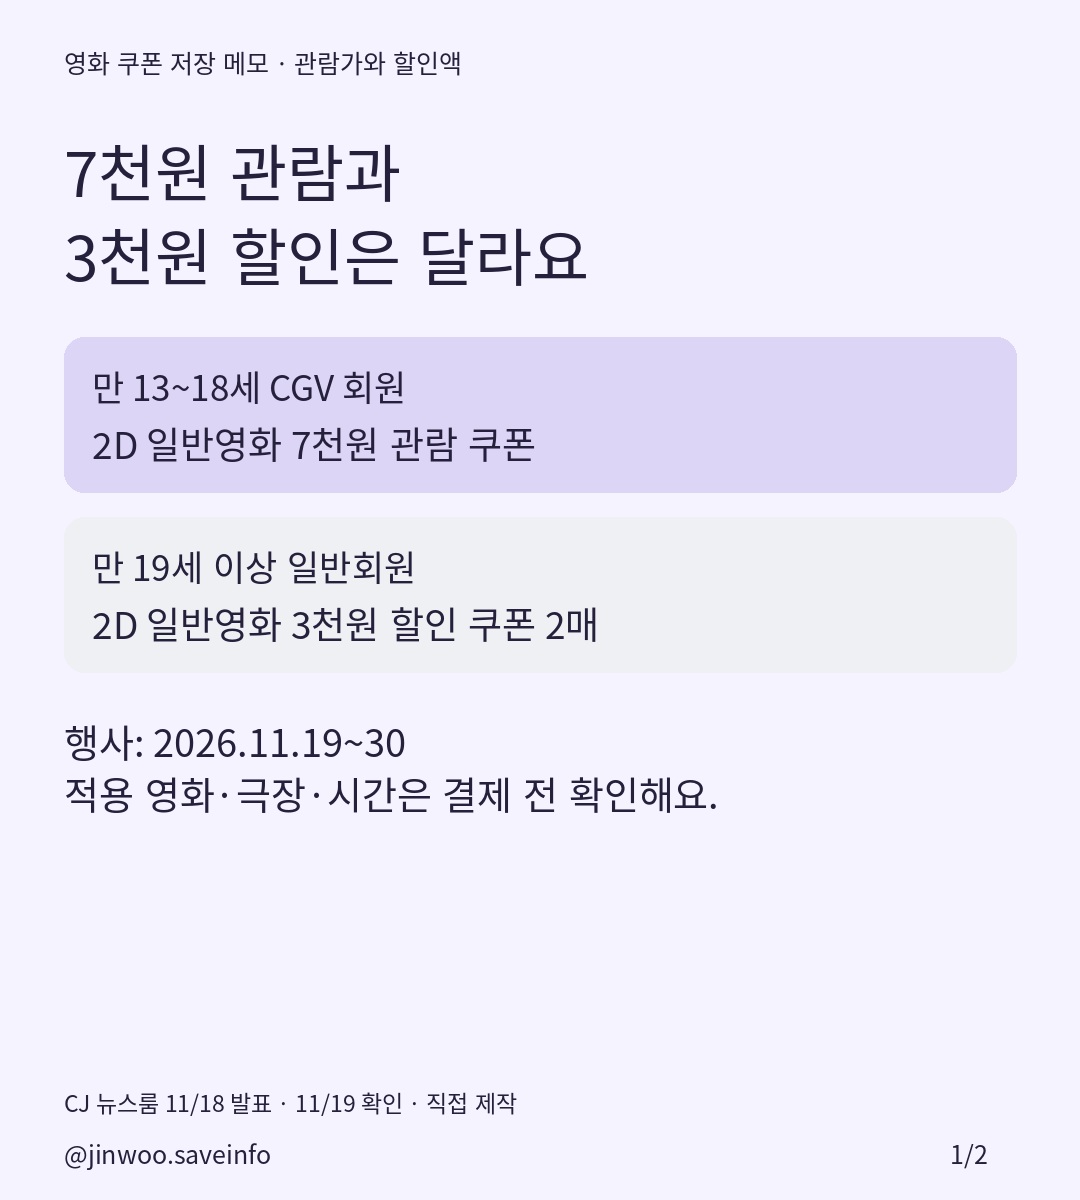 영화 쿠폰 저장 메모 · 관람가와 할인액
7천원 관람과
3천원 할인은 달라요
만 13~18세 CGV 회원
2D 일반영화 7천원 관람 쿠폰
만 19세 이상 일반회원
2D 일반영화 3천원 할인 쿠폰 2매
행사: 2026.11.19~30
적용 영화·극장·시간은 결제 전 확인해요.
CJ 뉴스룸 11/18 발표 · 11/19 확인 · 직접 제작
@jinwoo.saveinfo
1/2